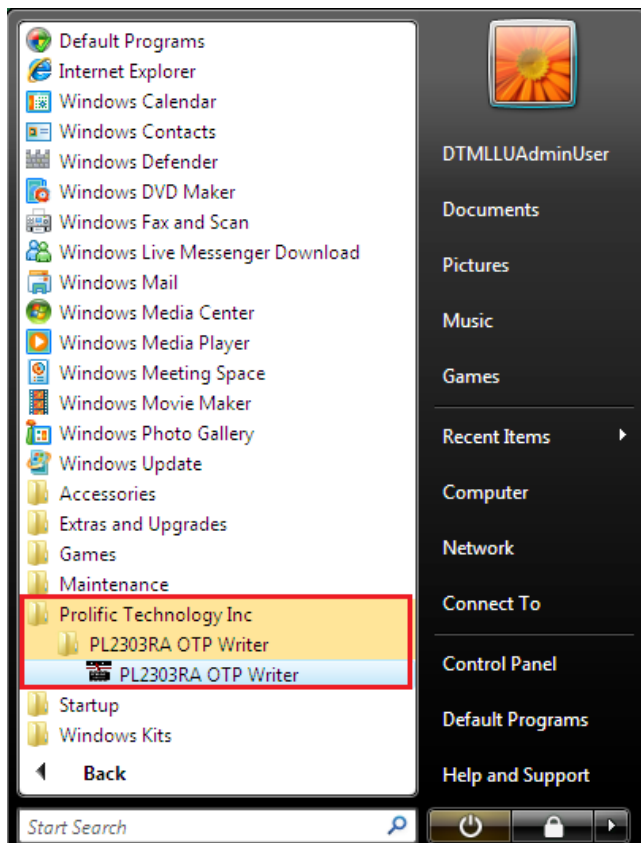 Default Programs
Internet Explorer
Windows Calendar
Windows Contacts
Windows Defender
Windows DVD Maker
Windows Fax and Scan
Windows Live Messenger Download
Windows Mail
Windows Media Center
Windows Media Player
Windows Meeting Space
Windows Movie Maker
Windows Photo Gallery
Windows Update
Accessories
Extras and Upgrades
Games
Maintenance
Prolific Technology Inc
PL2303RA OTP Writer
PL2303RA OTP Writer
Startup
Windows Kits
Back
Start Search
DTMLLUAdminUser
Documents
Pictures
Music
Games
Recent Items
Computer
Network
Connect To
Control Panel
Default Programs
Help and Support